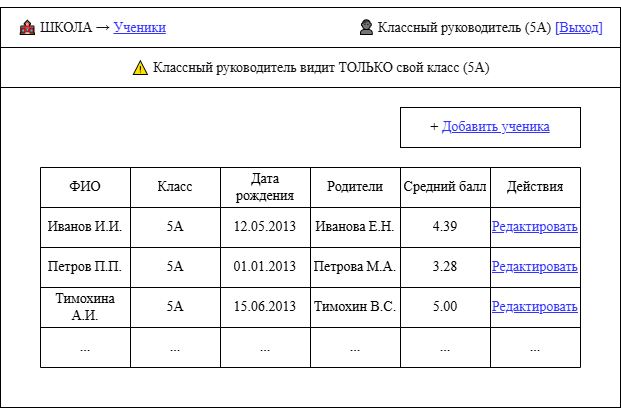 ШКОЛА → Ученики
Классный руководитель (5А) [Выход]
Классный руководитель видит ТОЛЬКО свой класс (5А)
+ Добавить ученика
ФИО Класс Дата рождения Родители Средний балл Действия
Иванов И.И. 5А 12.05.2013 Иванова Е.Н. 4.39 Редактировать
Петров П.П. 5А 01.01.2013 Петрова М.А. 3.28 Редактировать
Тимохина А.И. 5А 15.06.2013 Тимохин В.С. 5.00 Редактировать
... ... ... ... ... ...